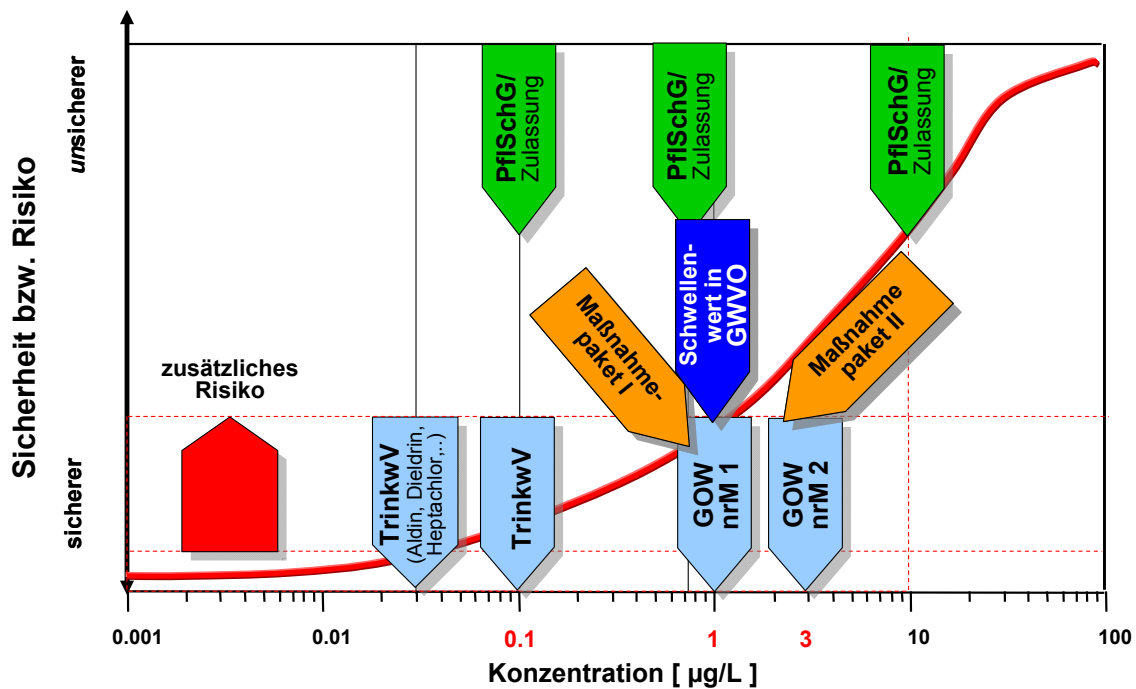 Sicherheit bzw. Risiko
unsicherer
sicherer
PflSchG/
Zulassung
PflSchG/
Zulassung
PflSchG/
Zulassung
Maßnahme-
paket I
Schwellen-
wert in
GWVO
Maßnahme
paket II
zusätzliches
Risiko
TrinkwV
(Aldin, Dieldrin,
Heptachlor,..)
TrinkwV
GOW
nrM 1
GOW
nrM 2
0.001 0.01 0.1 1 3 10 100
Konzentration [ µg/L ]